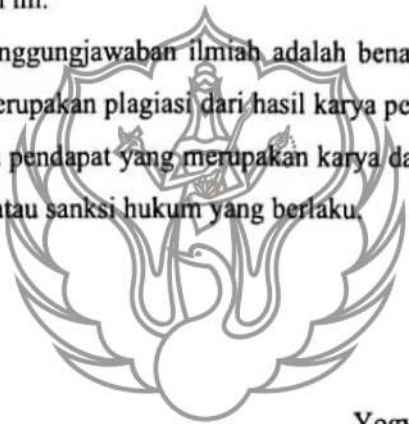 ini.
nggungjawaban ilmiah adalah bena
erupakan plagiasi dari hasil karya pe
pendapat yang merupakan karya da
atau sanksi hukum yang berlaku.
Yog